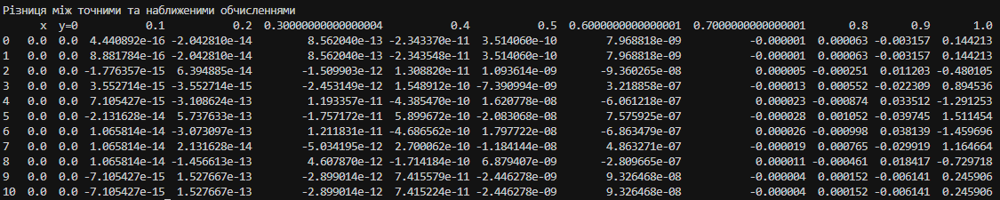 Різниця між точними та наближеними обчисленнями
x y=0 0.1 0.2 0.30000000000000004 0.4 0.5 0.6000000000000001 0.7000000000000001 0.8 0.9 1.0
0 0.0 0.0 4.440892e-16 -2.042810e-14 8.562040e-13 -2.343370e-11 3.514060e-10 7.968818e-09 -0.000001 0.000063 -0.003157 0.144213
1 0.0 0.0 8.881784e-16 -2.042810e-14 8.562040e-13 -2.343548e-11 3.514060e-10 7.968818e-09 -0.000001 0.000063 -0.003157 0.144213
2 0.0 0.0 -1.776357e-15 6.394885e-14 -1.509903e-12 1.308820e-11 1.093614e-09 -9.360265e-08 0.000005 -0.000251 0.011203 -0.480105
3 0.0 0.0 3.552714e-15 -3.552714e-15 -2.453149e-12 1.548912e-10 -7.390994e-09 3.218858e-07 -0.000013 0.000552 -0.022309 0.894536
4 0.0 0.0 7.105427e-15 -3.108624e-13 1.193357e-11 -4.385470e-10 1.620778e-08 -6.061218e-07 0.000023 -0.000874 0.033512 -1.291253
5 0.0 0.0 -2.131628e-14 5.737633e-13 -1.757172e-11 5.899672e-10 -2.083068e-08 7.575925e-07 -0.000028 0.001052 -0.039745 1.511454
6 0.0 0.0 1.065814e-14 -3.073097e-13 1.211831e-11 -4.686562e-10 1.797722e-08 -6.863479e-07 0.000026 -0.000998 0.038139 -1.459696
7 0.0 0.0 1.065814e-14 2.131628e-14 -5.034195e-12 2.700062e-10 -1.184144e-08 4.863271e-07 -0.000019 0.000765 -0.029919 1.164664
8 0.0 0.0 1.065814e-14 -1.456613e-13 4.607870e-12 -1.714184e-10 6.879407e-09 -2.809665e-07 0.000011 -0.000461 0.018417 -0.729718
9 0.0 0.0 -7.105427e-15 1.527667e-13 -2.899014e-12 7.415579e-11 -2.446278e-09 9.326468e-08 -0.000004 0.000152 -0.006141 0.245906
10 0.0 0.0 -7.105427e-15 1.527667e-13 -2.899014e-12 7.415224e-11 -2.446279e-09 9.326468e-08 -0.000004 0.000152 -0.006141 0.245906